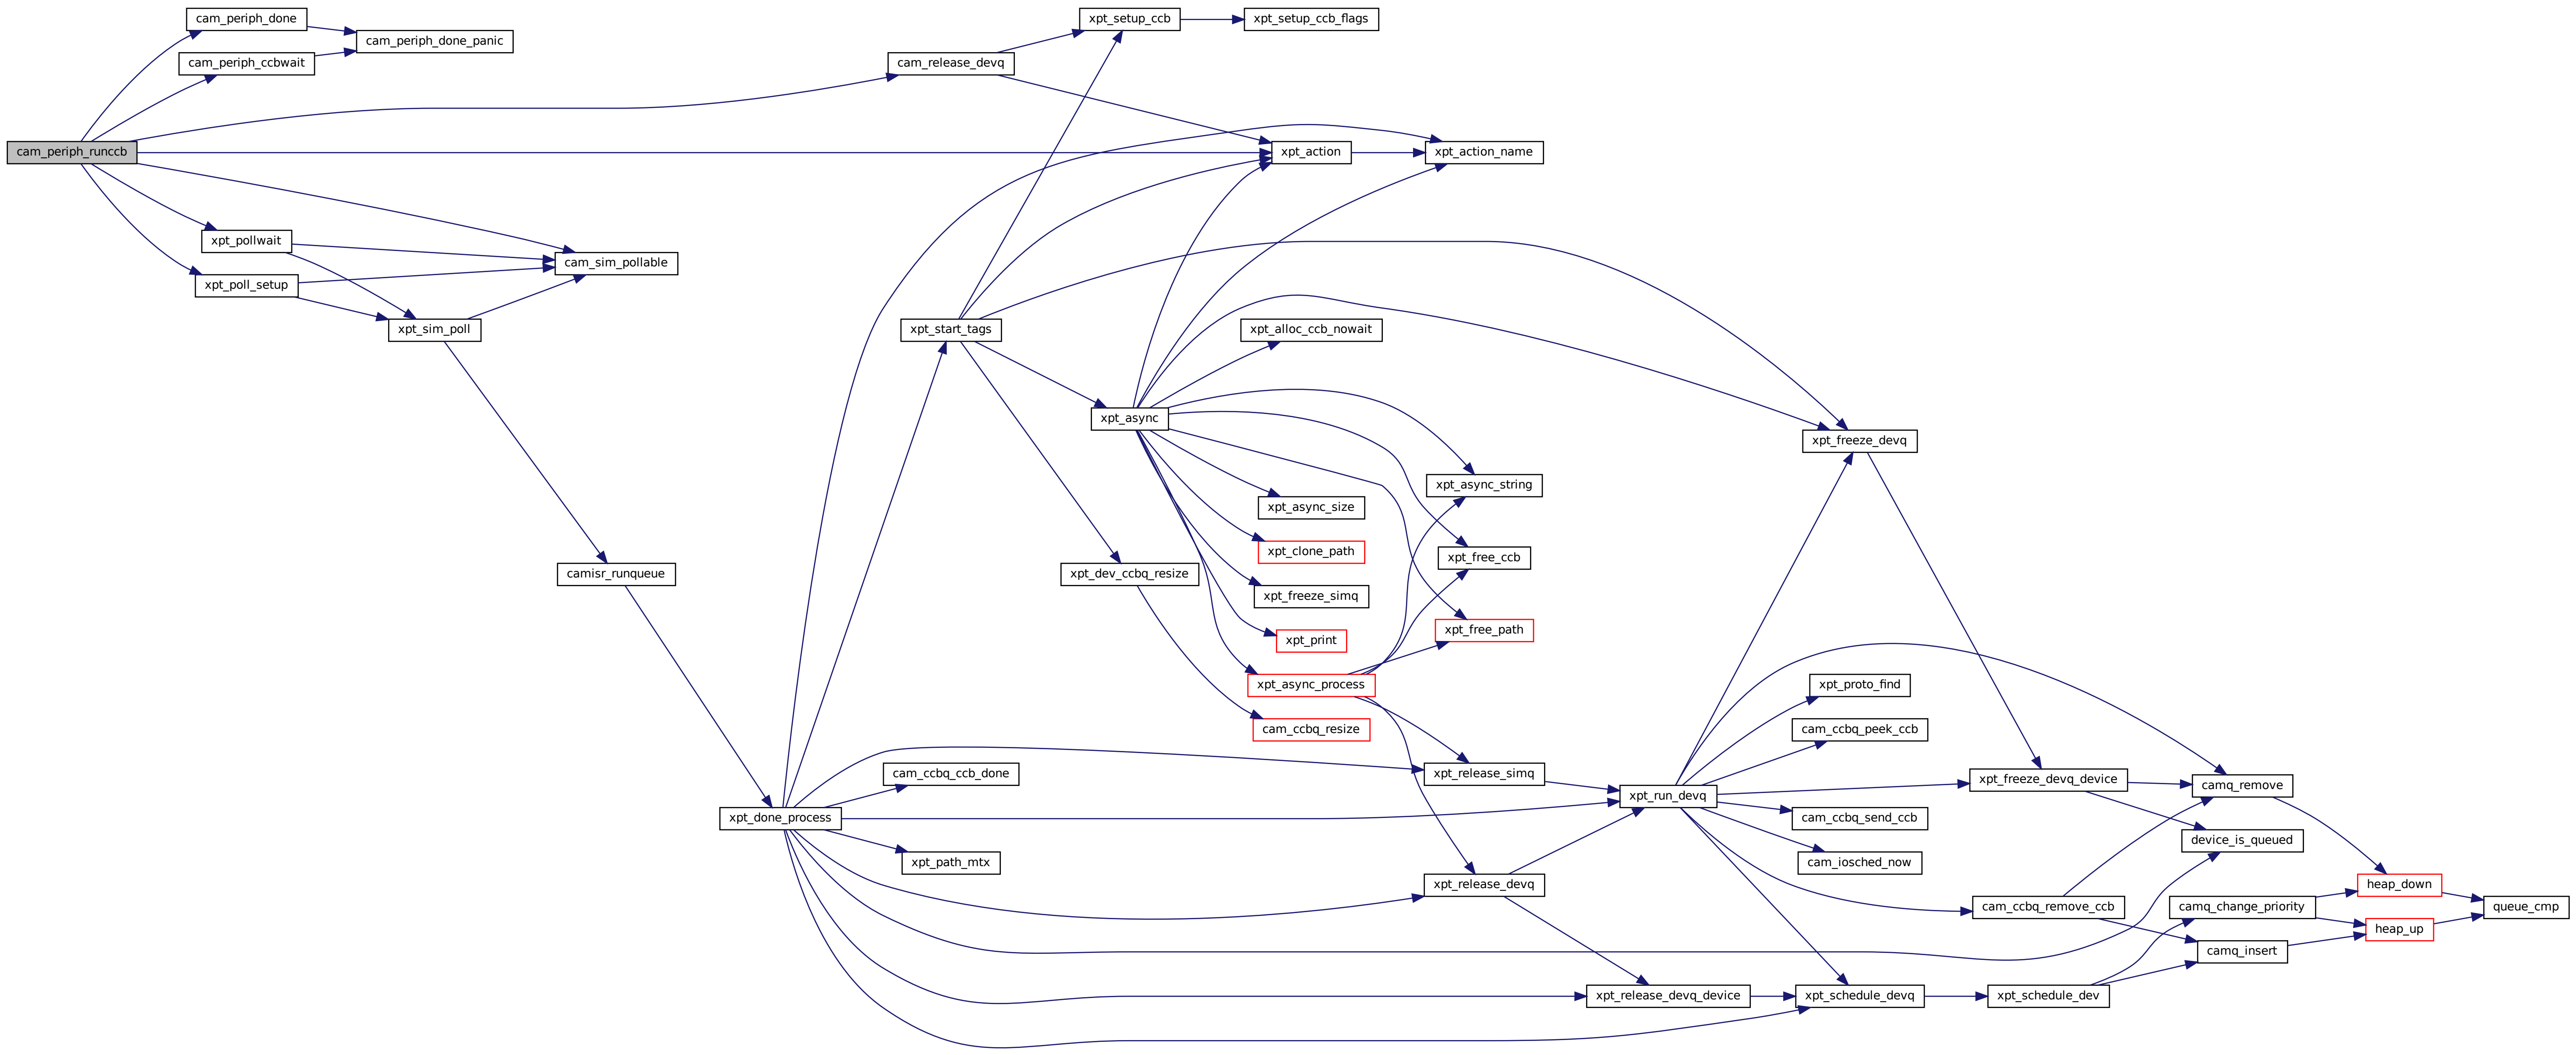 cam_periph_done
xpt_setup_ccb
xpt_setup_ccb_flags
cam_periph_done_panic
cam_periph_ccbwait
cam_release_devq
cam_periph_runccb
xpt_action
xpt_action_name
xpt_pollwait
cam_sim_pollable
xpt_poll_setup
xpt_sim_poll
xpt_start_tags
xpt_alloc_ccb_nowait
xpt_async
xpt_freeze_devq
xpt_async_string
xpt_async_size
xpt_clone_path
xpt_free_ccb
camisr_runqueue
xpt_dev_ccbq_resize
xpt_freeze_simq
xpt_free_path
xpt_print
xpt_async_process
xpt_proto_find
cam_ccbq_resize
cam_ccbq_peek_ccb
cam_ccbq_ccb_done
xpt_release_simq
xpt_freeze_devq_device
camq_remove
xpt_run_devq
xpt_done_process
cam_ccbq_send_ccb
device_is_queued
xpt_path_mtx
cam_iosched_now
xpt_release_devq
heap_down
cam_ccbq_remove_ccb
camq_change_priority
queue_cmp
heap_up
camq_insert
xpt_release_devq_device
xpt_schedule_devq
xpt_schedule_dev